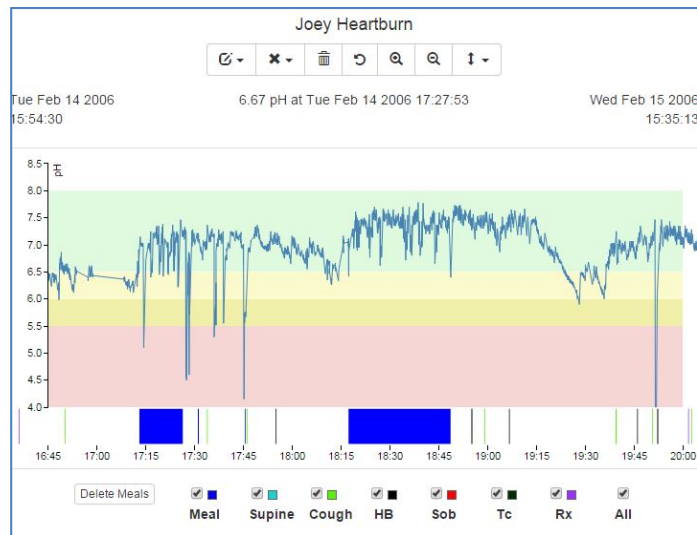 Joey Heartburn
Tue Feb 14 2006
15:54:30
6.67 pH at Tue Feb 14 2006 17:27:53
Wed Feb 15 2006
15:35:13
pH
8.5
8.0
7.5
7.0
6.5
6.0
5.5
5.0
4.5
4.0
16:45 17:00 17:15 17:30 17:45 18:00 18:15 18:30 18:45 19:00 19:15 19:30 19:45 20:00
Delete Meals
Meal Supine Cough HB Sob Tc Rx All